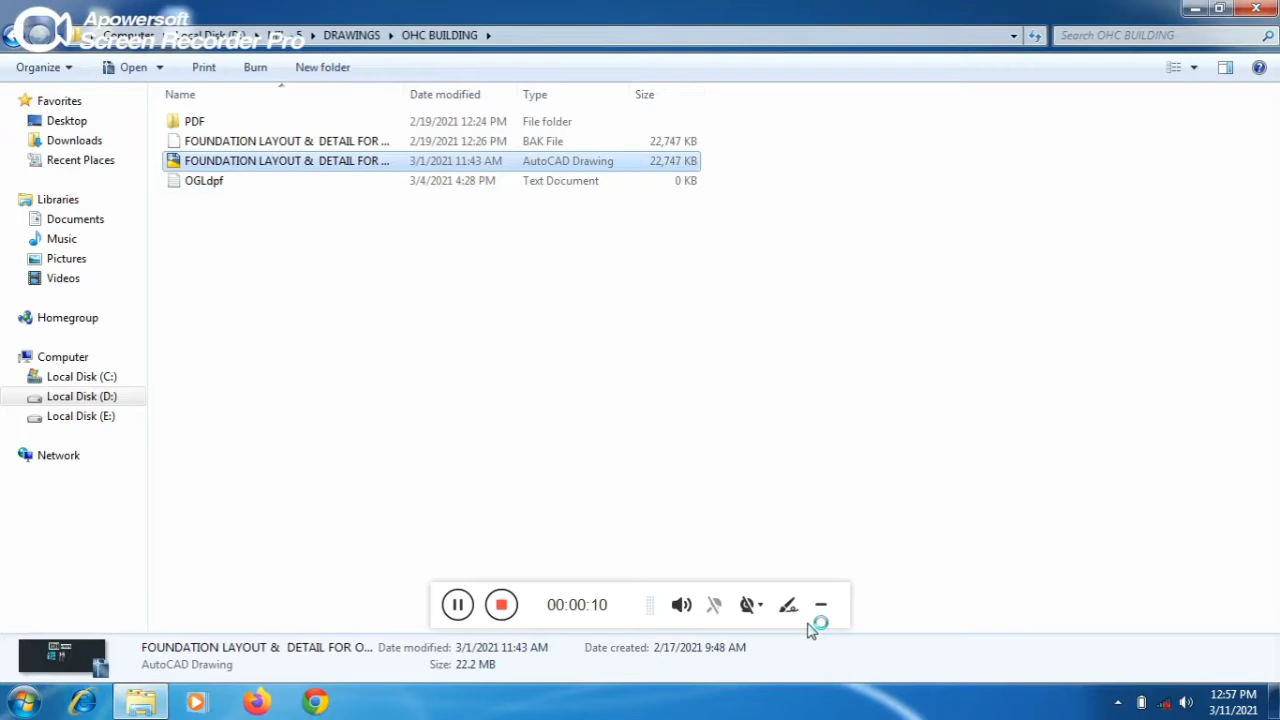 Apowersoft
Screen Recorder Pro
Computer Local Disk (D:) 5 DRAWINGS OHC BUILDING
Search OHC BUILDING
Organize Open Print Burn New folder
Name Date modified Type Size
Favorites
Desktop
Downloads
Recent Places
Libraries
Documents
Music
Pictures
Videos
Homegroup
Computer
Local Disk (C:)
Local Disk (D:)
Local Disk (E:)
Network
PDF 2/19/2021 12:24 PM File folder
FOUNDATION LAYOUT & DETAIL FOR ... 2/19/2021 12:26 PM BAK File 22,747 KB
FOUNDATION LAYOUT & DETAIL FOR ... 3/1/2021 11:43 AM AutoCAD Drawing 22,747 KB
OGLdpf 3/4/2021 4:28 PM Text Document 0 KB
00:00:10
FOUNDATION LAYOUT & DETAIL FOR O... Date modified: 3/1/2021 11:43 AM Date created: 2/17/2021 9:48 AM
AutoCAD Drawing Size: 22.2 MB
12:57 PM
3/11/2021